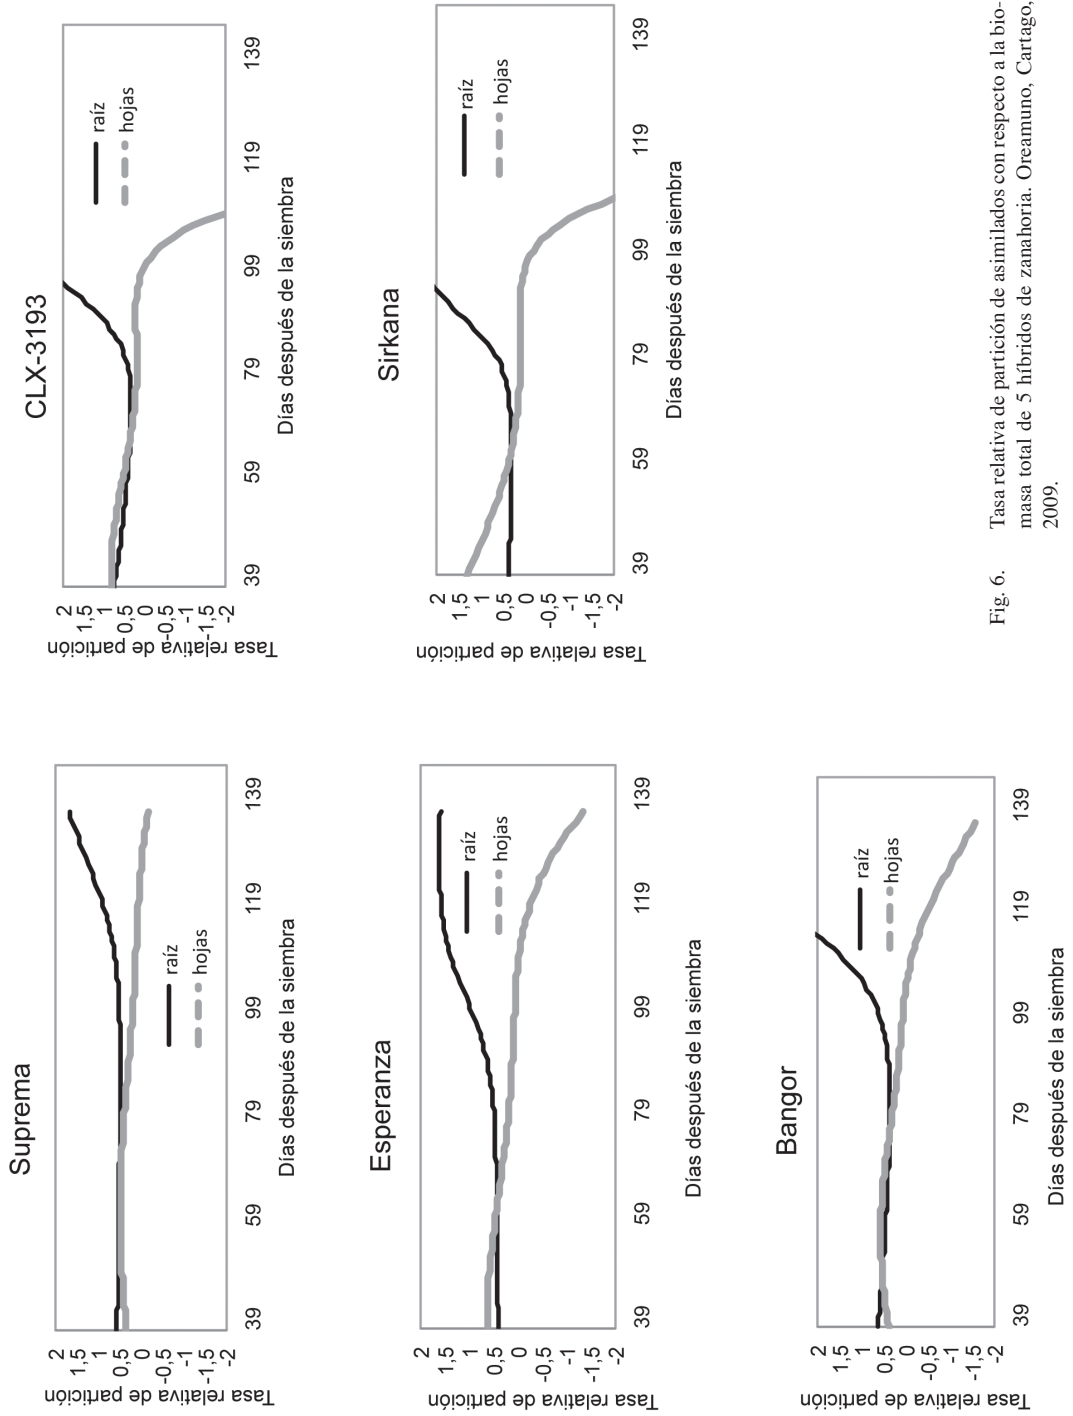 Suprema
Tasa relativa de partición
2
1,5
1
0,5
0
-0,5
-1
-1,5
-2
raíz
hojas
39 59 79 99 119 139
Días después de la siembra
CLX-3193
Tasa relativa de partición
2
1,5
1
0,5
0
-0,5
-1
-1,5
-2
raíz
hojas
39 59 79 99 119 139
Días después de la siembra
Esperanza
Tasa relativa de partición
2
1,5
1
0,5
0
-0,5
-1
-1,5
-2
raíz
hojas
39 59 79 99 119 139
Días después de la siembra
Sirkana
Tasa relativa de partición
2
1,5
1
0,5
0
-0,5
-1
-1,5
-2
raíz
hojas
39 59 79 99 119 139
Días después de la siembra
Bangor
Tasa relativa de partición
2
1,5
1
0,5
0
-0,5
-1
-1,5
-2
raíz
hojas
39 59 79 99 119 139
Días después de la siembra
Fig. 6. Tasa relativa de partición de asimilados con respecto a la bio-
masa total de 5 híbridos de zanahoria. Oreamuno, Cartago,
2009.